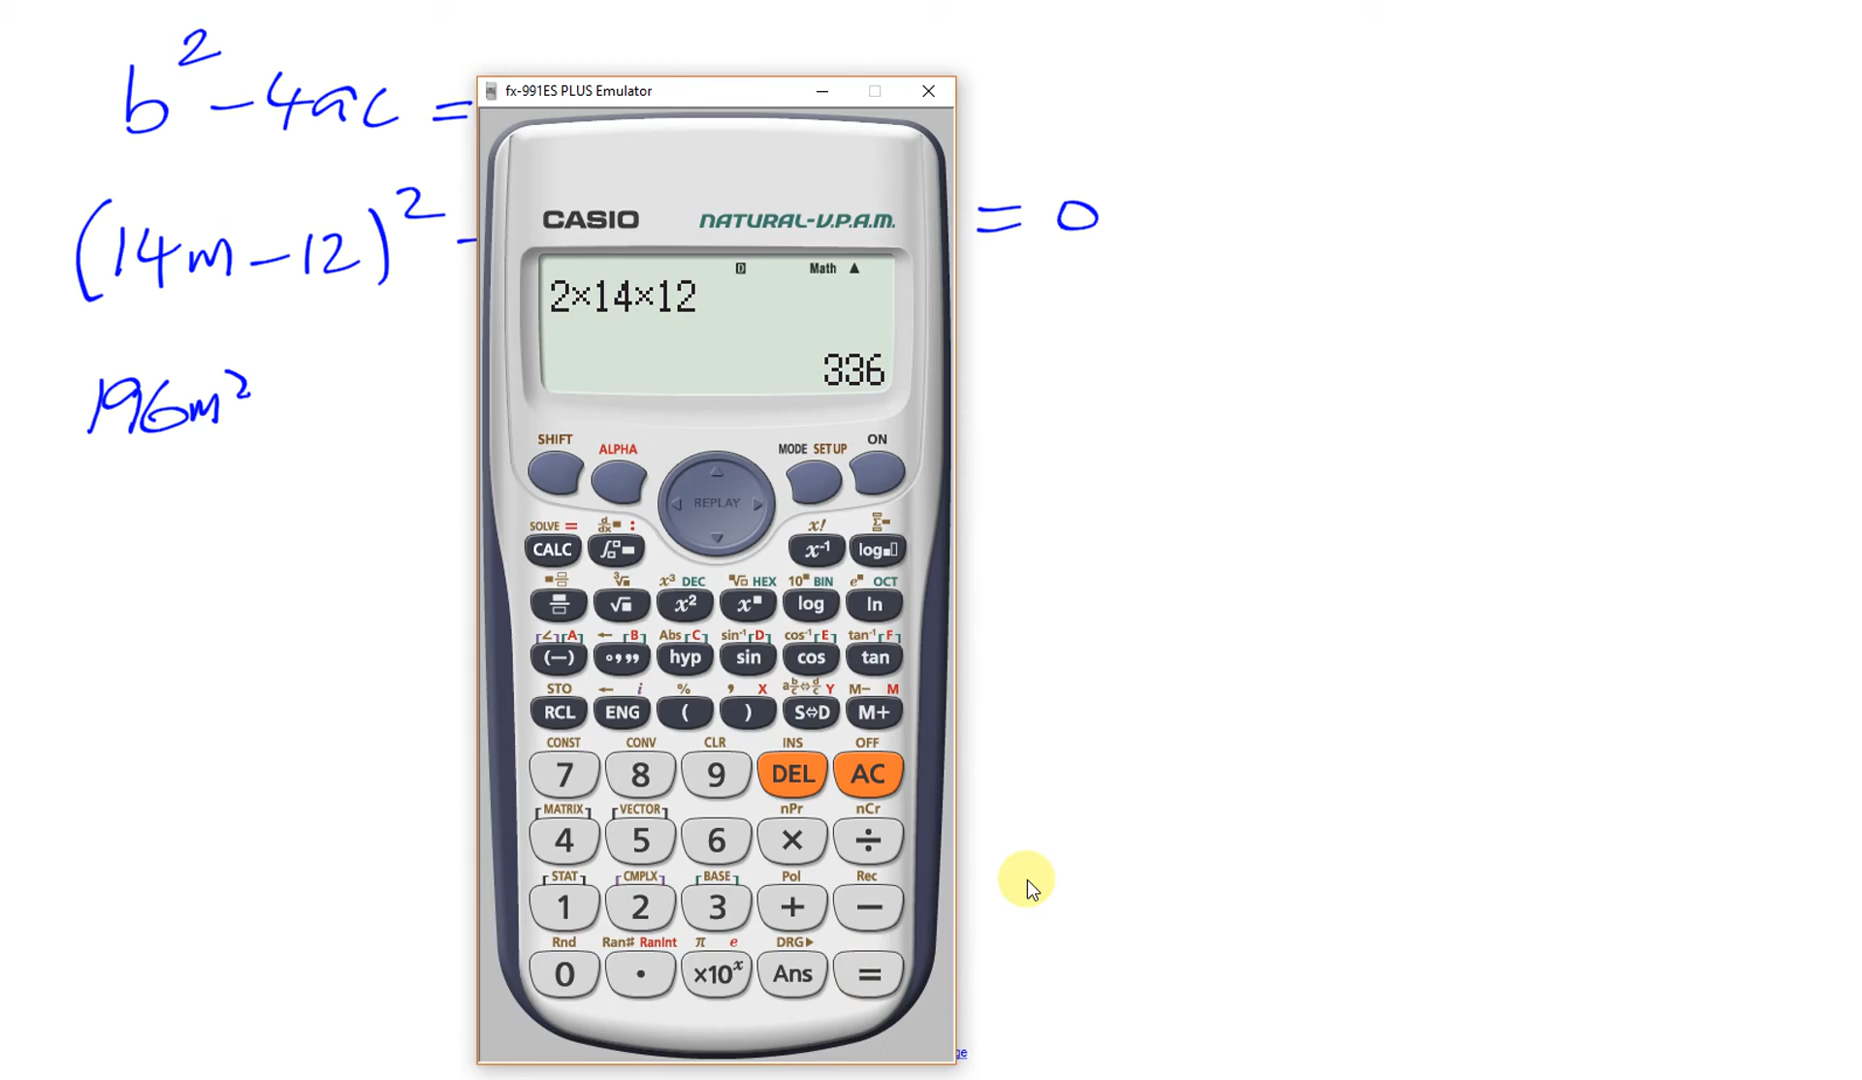 b² - 4ac =
(14m - 12)² - = 0
196m²
fx-991ES PLUS Emulator
CASIO NATURAL-V.P.A.M.
D Math ▲
2×14×12
336
SHIFT ALPHA MODE SETUP ON
REPLAY
SOLVE = d/dx : x! Σ
CALC ∫ x⁻¹ log
³√ x³ DEC √ HEX 10 BIN e OCT
√ x² x log ln
∠ A ← B Abs C sin⁻¹ D cos⁻¹ E tan⁻¹ F
(−) °,,, hyp sin cos tan
STO ← i % , X a b/c⇔d/c Y M− M
RCL ENG ( ) S⇔D M+
CONST CONV CLR INS OFF
7 8 9 DEL AC
MATRIX VECTOR nPr nCr
4 5 6 × ÷
STAT CMPLX BASE Pol Rec
1 2 3 + −
Rnd Ran# RanInt π e DRG▶
0 • ×10ˣ Ans =
ge